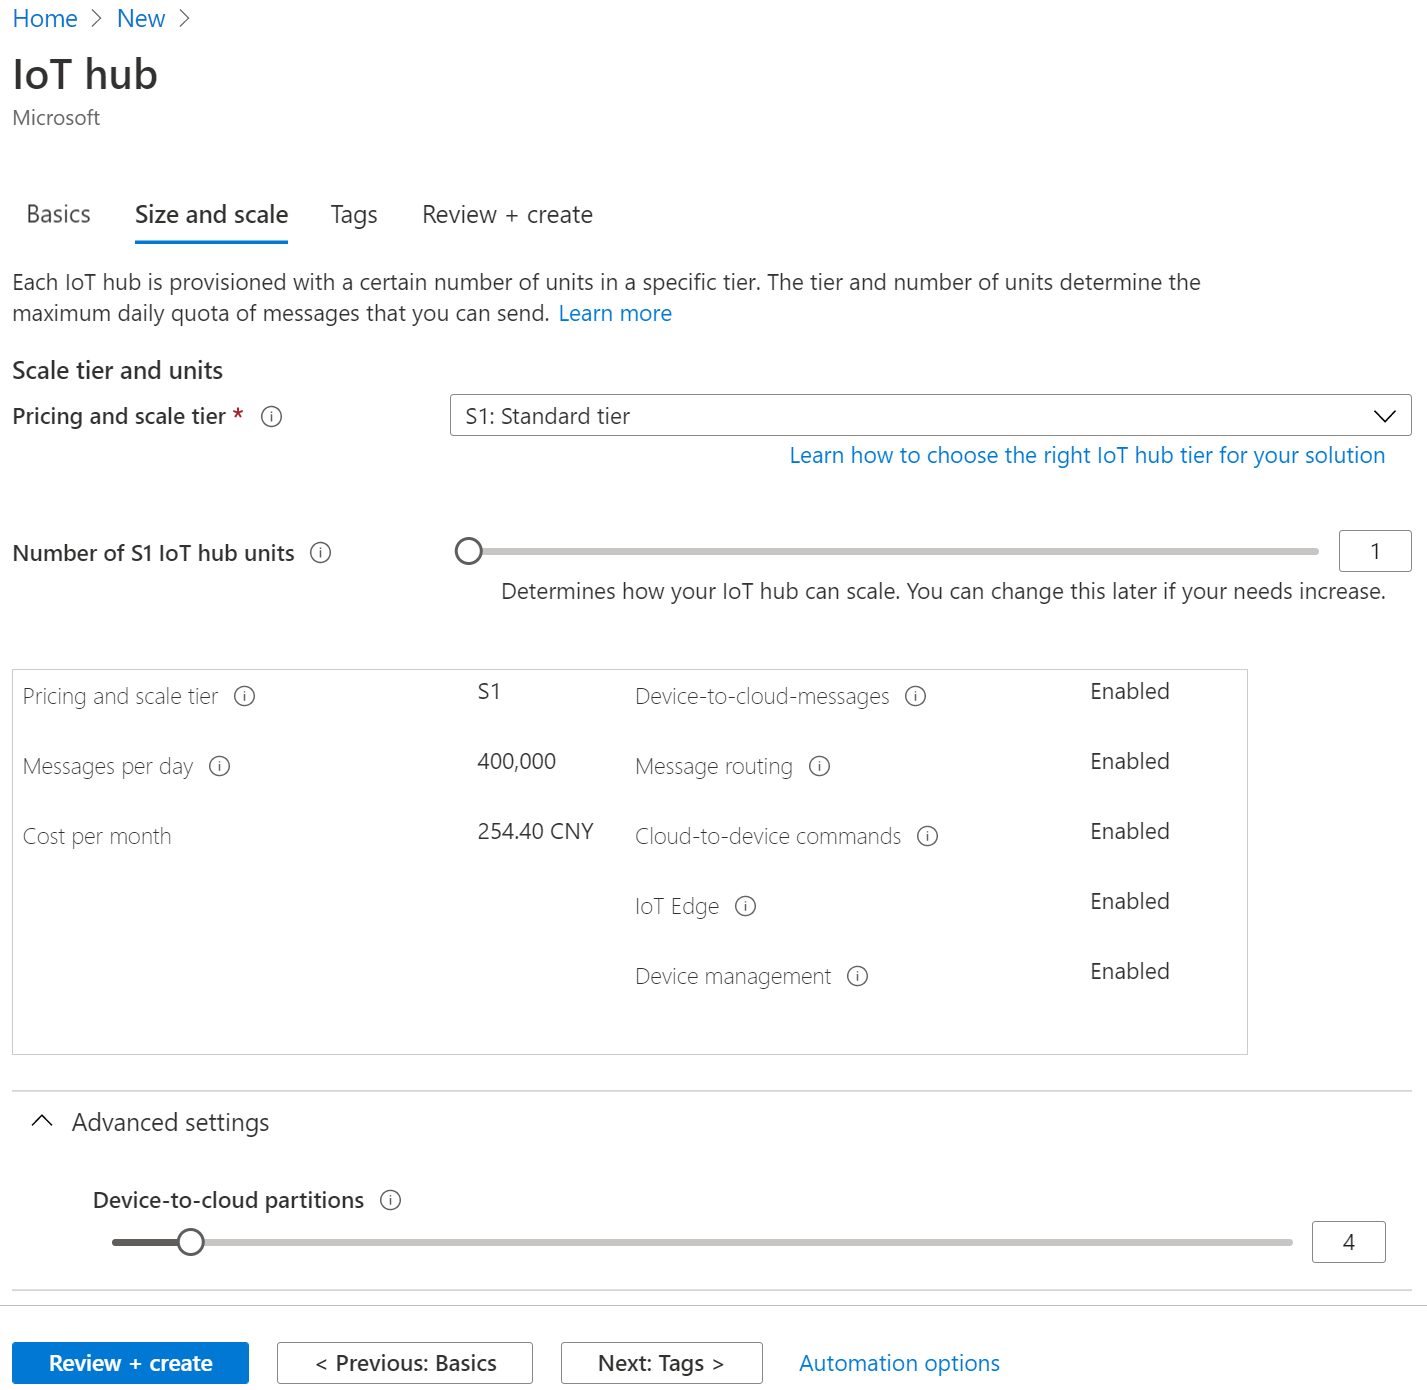 Home > New >
IoT hub
Microsoft
Basics Size and scale Tags Review + create
Each IoT hub is provisioned with a certain number of units in a specific tier. The tier and number of units determine the
maximum daily quota of messages that you can send. Learn more
Scale tier and units
Pricing and scale tier * S1: Standard tier
Learn how to choose the right IoT hub tier for your solution
Number of S1 IoT hub units 1
Determines how your IoT hub can scale. You can change this later if your needs increase.
Pricing and scale tier S1 Device-to-cloud-messages Enabled
Messages per day 400,000 Message routing Enabled
Cost per month 254.40 CNY Cloud-to-device commands Enabled
IoT Edge Enabled
Device management Enabled
Advanced settings
Device-to-cloud partitions
4
Review + create < Previous: Basics Next: Tags > Automation options